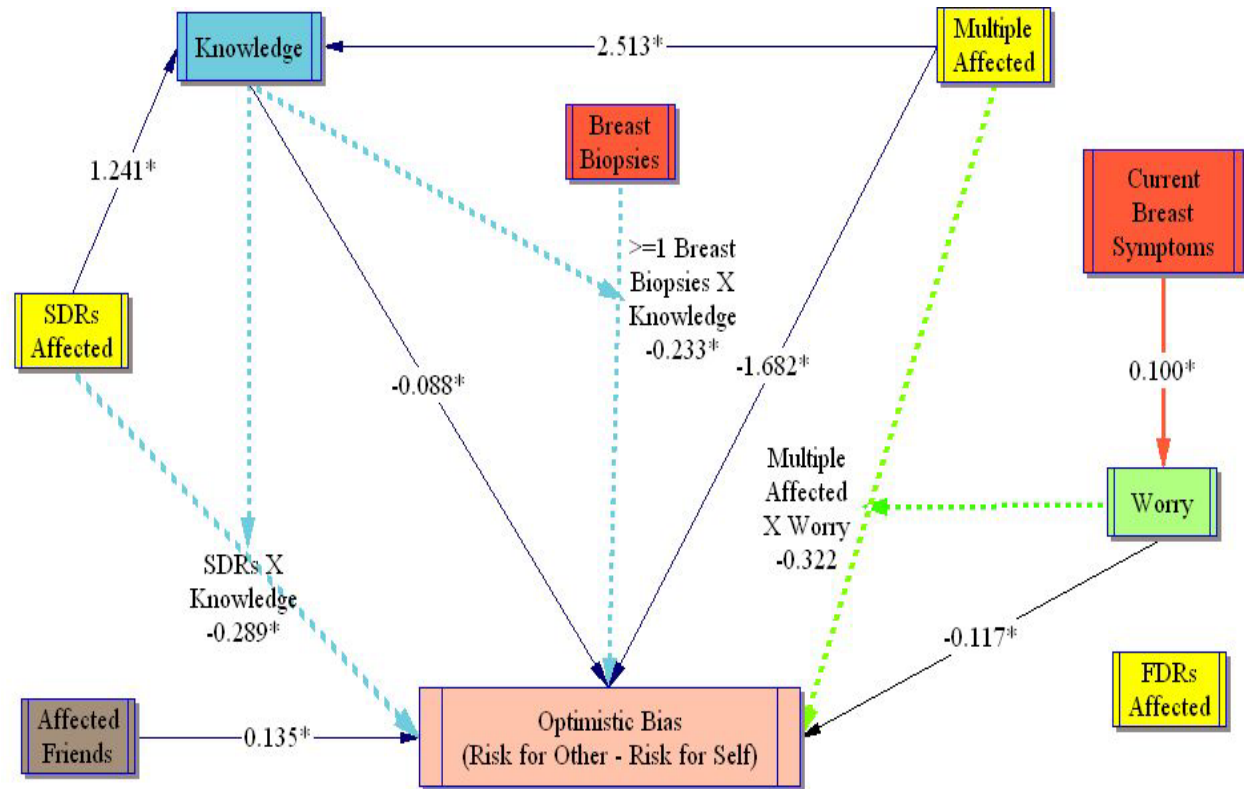 Knowledge
2.513*
Multiple
Affected
Breast
Biopsies
Current
Breast
Symptoms
1.241*
>=1 Breast
Biopsies X
Knowledge
-0.233*
SDRs
Affected
-0.088*
-1.682*
0.100*
Multiple
Affected
X Worry
-0.322
Worry
SDRs X
Knowledge
-0.289*
-0.117*
FDRs
Affected
Affected
Friends
0.135*
Optimistic Bias
(Risk for Other - Risk for Self)